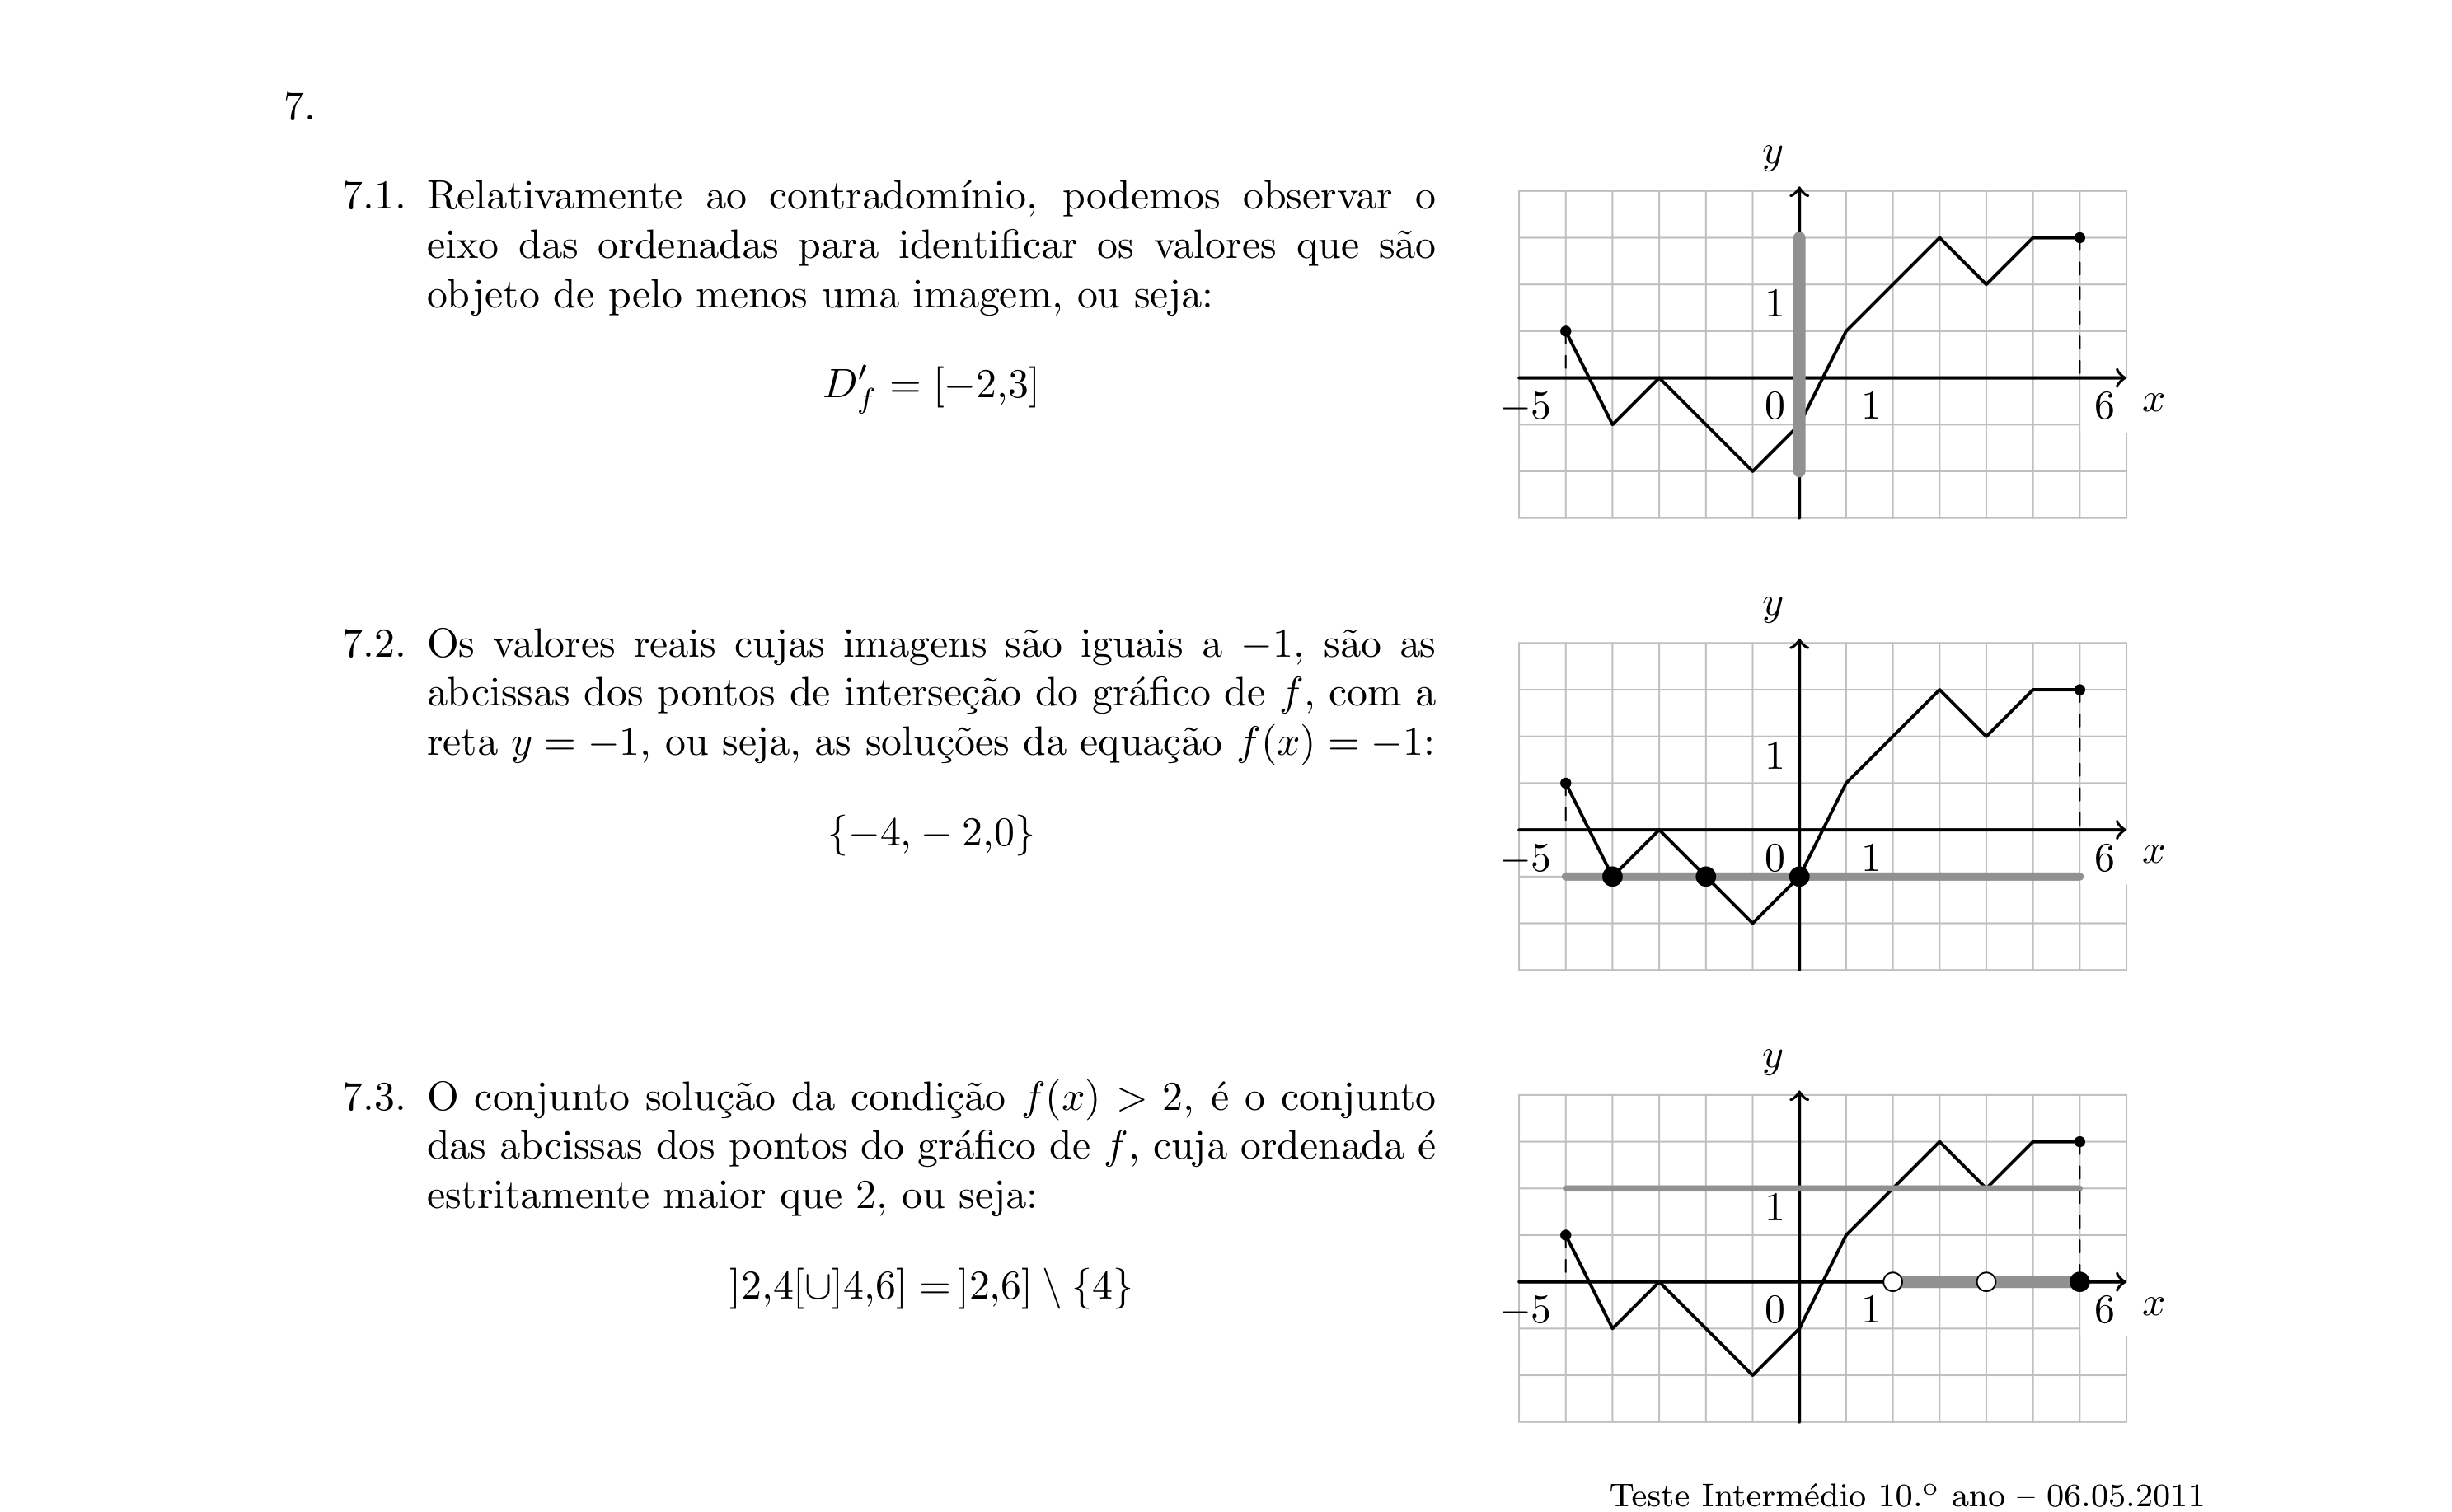 7.
7.1. Relativamente ao contradomínio, podemos observar o
eixo das ordenadas para identificar os valores que são
objeto de pelo menos uma imagem, ou seja:
D′f = [−2,3]
y
1
−5
0
1
6
x
7.2. Os valores reais cujas imagens são iguais a −1, são as
abcissas dos pontos de interseção do gráfico de f, com a
reta y = −1, ou seja, as soluções da equação f(x) = −1:
{−4, − 2,0}
y
1
−5
0
1
6
x
7.3. O conjunto solução da condição f(x) > 2, é o conjunto
das abcissas dos pontos do gráfico de f, cuja ordenada é
estritamente maior que 2, ou seja:
]2,4[∪]4,6] = ]2,6] \ {4}
y
1
−5
0
1
6
x
Teste Intermédio 10.º ano – 06.05.2011